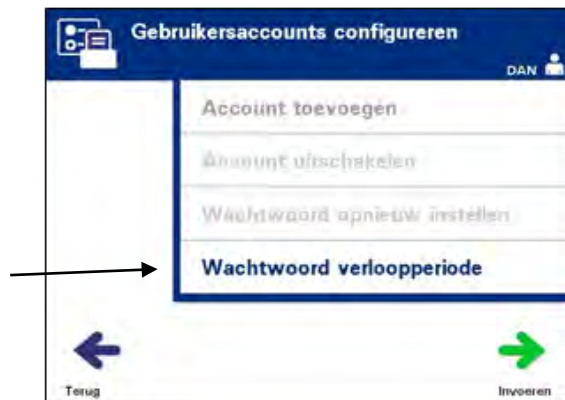 Gebruikersaccounts configureren
DAN
Account toevoegen
Account uitschakelen
Wachtwoord opnieuw instellen
Wachtwoord verloopperiode
Terug
Invoeren